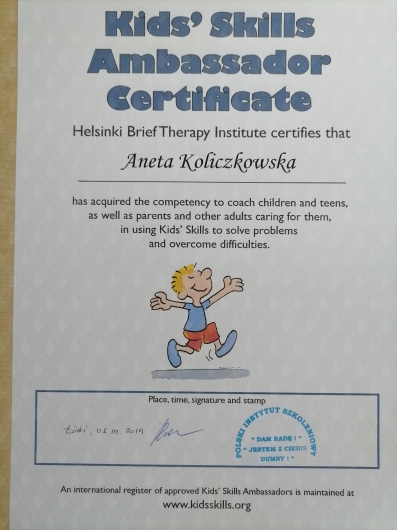 Kids' Skills
Ambassador
Certificate
Helsinki Brief Therapy Institute certifies that
Aneta Koliczkowska
has acquired the competency to coach children and teens,
as well as parents and other adults caring for them,
in using Kids' Skills to solve problems
and overcome difficulties.
Place, time, signature and stamp
Łódź, 05.10.2019
POLSKI INSTYTUT SZKOLENIOWY
" DAM RADĘ ! "
" JESTEM Z CIEBIE
DUMNY ! "
An international register of approved Kids' Skills Ambassadors is maintained at
www.kidsskills.org